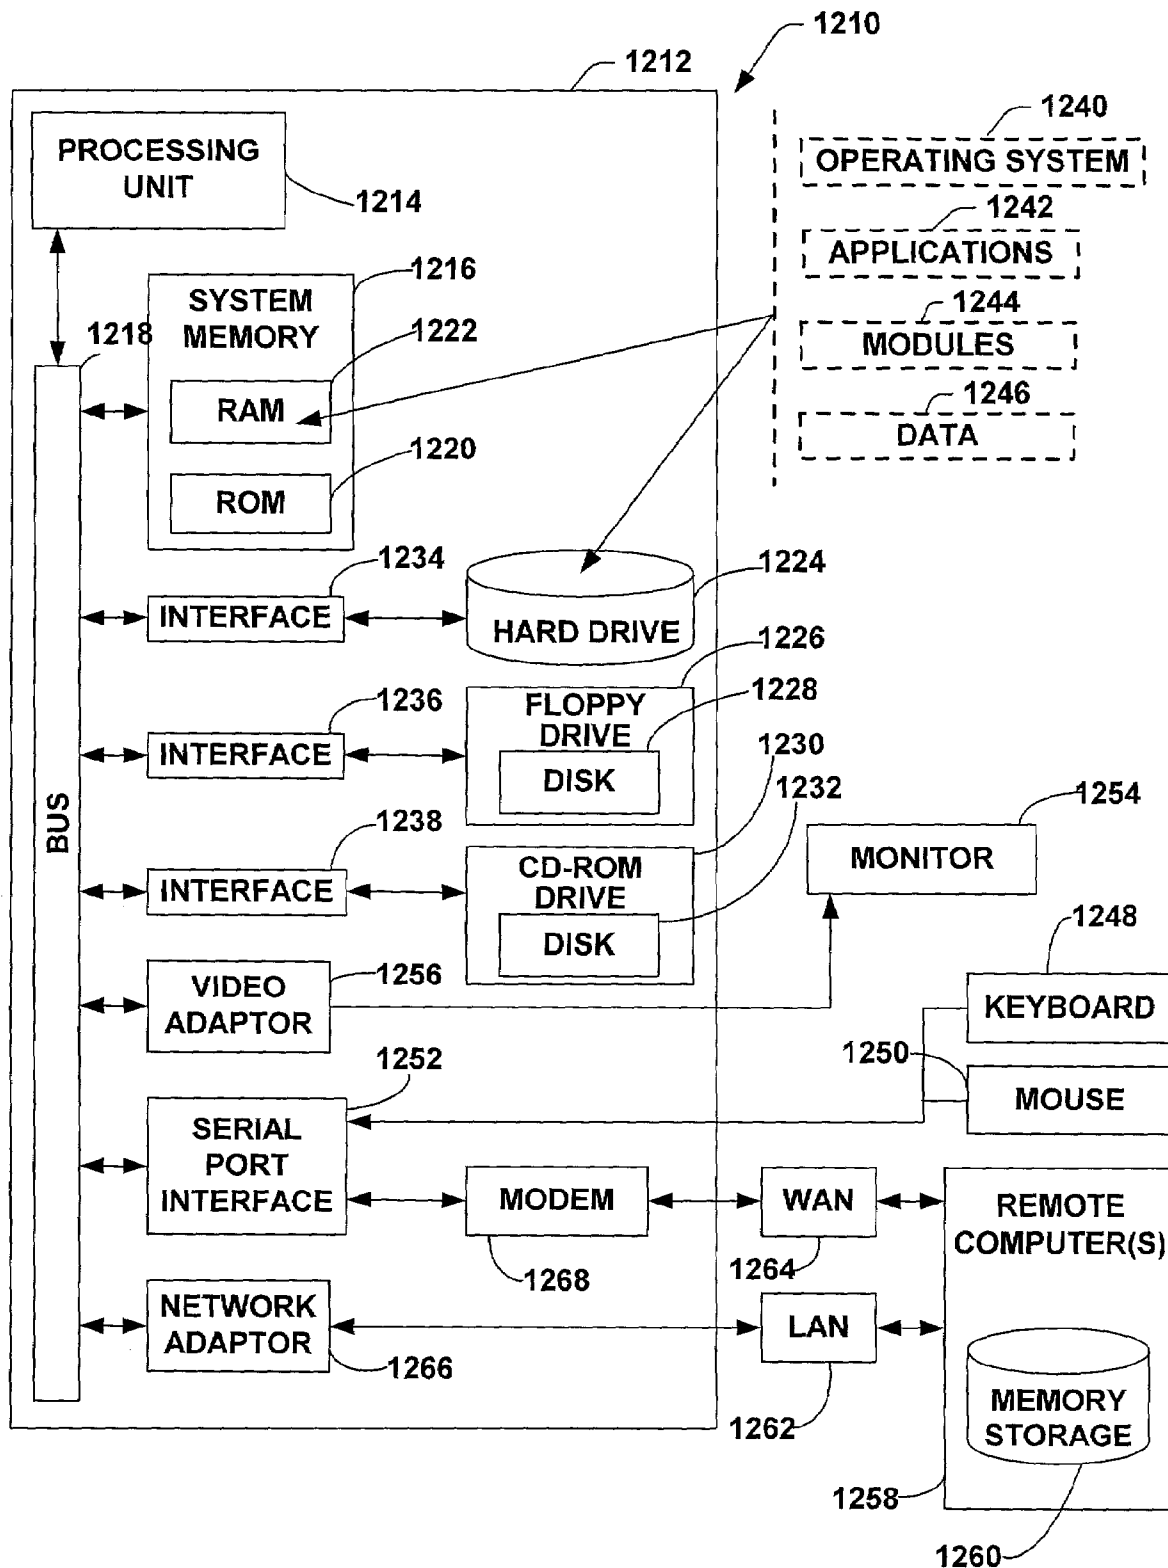 1210
1212
PROCESSING
UNIT
1214
1240
OPERATING SYSTEM
1242
APPLICATIONS
1244
MODULES
1246
DATA
1216
SYSTEM
MEMORY
1218
1222
RAM
1220
ROM
BUS
1234
INTERFACE
1224
HARD DRIVE
1226
1236
INTERFACE
FLOPPY
DRIVE
1228
DISK
1230
1238
INTERFACE
CD-ROM
DRIVE
1232
DISK
1254
MONITOR
1256
VIDEO
ADAPTOR
1248
KEYBOARD
1250
MOUSE
1252
SERIAL
PORT
INTERFACE
MODEM
1268
WAN
1264
REMOTE
COMPUTER(S)
NETWORK
ADAPTOR
1266
LAN
1262
MEMORY
STORAGE
1258
1260